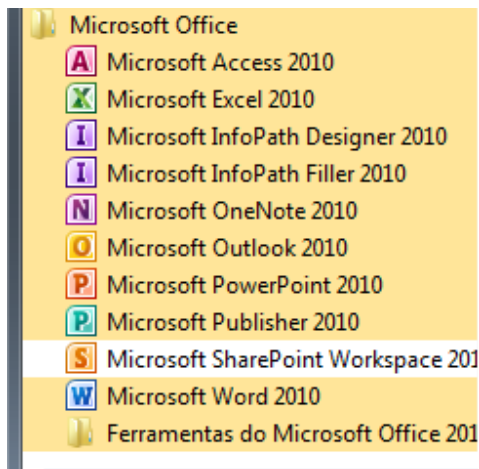 Microsoft Office
Microsoft Access 2010
Microsoft Excel 2010
Microsoft InfoPath Designer 2010
Microsoft InfoPath Filler 2010
Microsoft OneNote 2010
Microsoft Outlook 2010
Microsoft PowerPoint 2010
Microsoft Publisher 2010
Microsoft SharePoint Workspace 201
Microsoft Word 2010
Ferramentas do Microsoft Office 201